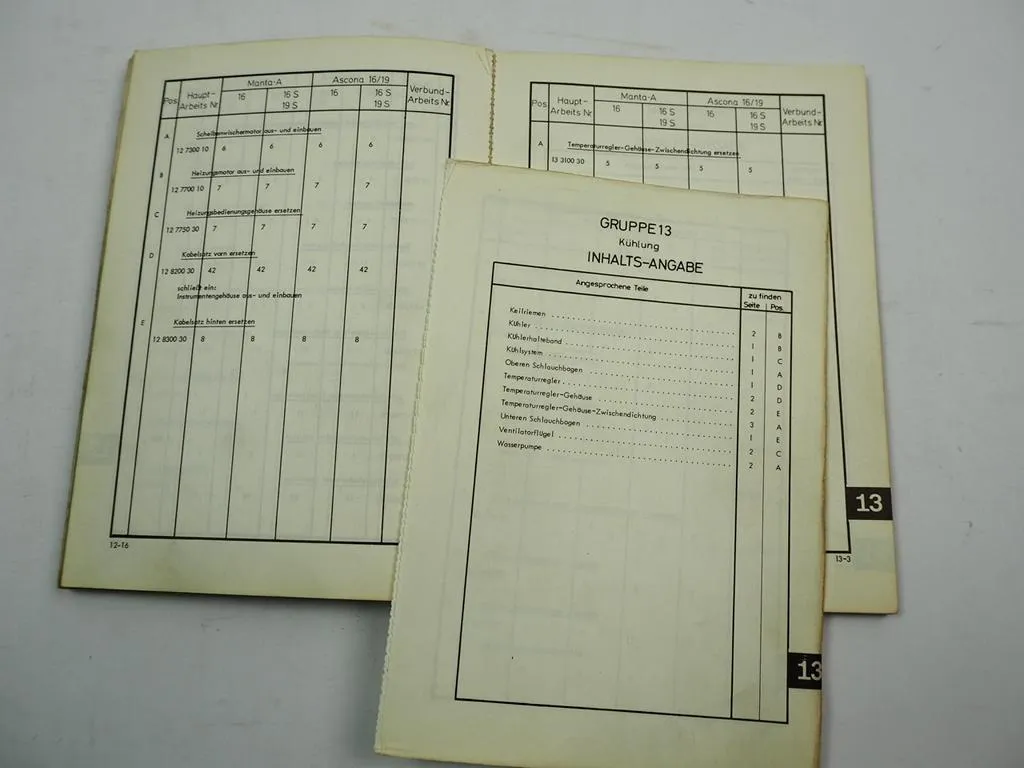 Pos.
Haupt-
Arbeits Nr.
Manta-A
Ascona 16/19
Verbund-
Arbeits Nr.
16
16 S
19 S
16
16 S
19 S
A
Scheibenwischermotor aus- und einbauen
12 7300 10 6 6 6 6
B
Heizungsmotor aus- und einbauen
12 7700 10 7 7 7 7
C
Heizungsbedienungsgehäuse ersetzen
12 7750 30 7 7 7 7
D
Kabelsatz vorn ersetzen
12 8200 30 42 42 42 42
schließt ein:
Instrumentengehäuse aus- und einbauen
E
Kabelsatz hinten ersetzen
12 8300 30 8 8 8 8
12-16
Pos.
Haupt-
Arbeits Nr.
Manta-A
Ascona 16/19
Verbund-
Arbeits Nr.
16
16 S
19 S
16
16 S
19 S
A
Temperaturregler-Gehäuse-Zwischendichtung ersetzen
13 3100 30 5 5 5 5
13
13-3
GRUPPE 13
Kühlung
INHALTS-ANGABE
Angesprochene Teile
zu finden
Seite Pos.
Keilriemen 2 B
Kühler 1 B
Kühlerhalteband 1 C
Kühlsystem 1 A
Oberen Schlauchbogen 1 D
Temperaturregler 2 D
Temperaturregler-Gehäuse 2 E
Temperaturregler-Gehäuse-Zwischendichtung 3 A
Unteren Schlauchbogen 1 E
Ventilatorflügel 2 C
Wasserpumpe 2 A
13